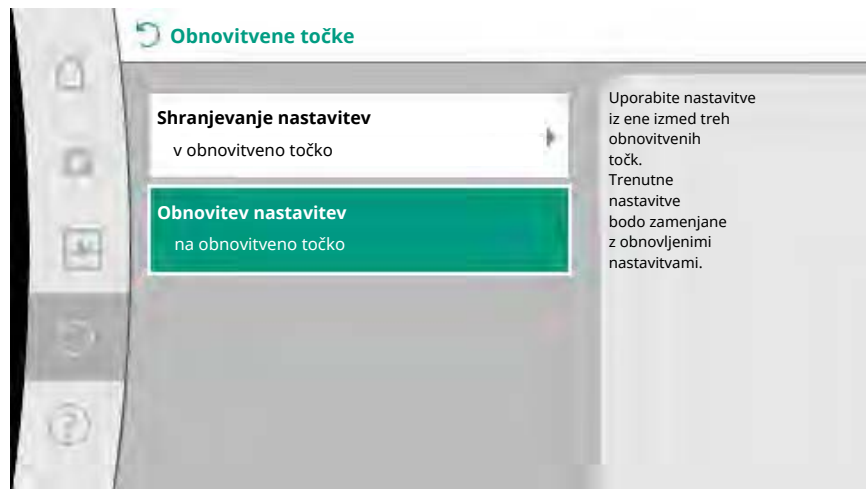 Obnovitvene točke
Shranjevanje nastavitev
v obnovitveno točko
Obnovitev nastavitev
na obnovitveno točko
Uporabite nastavitve
iz ene izmed treh
obnovitvenih
točk.
Trenutne
nastavitve
bodo zamenjane
z obnovljenimi
nastavitvami.